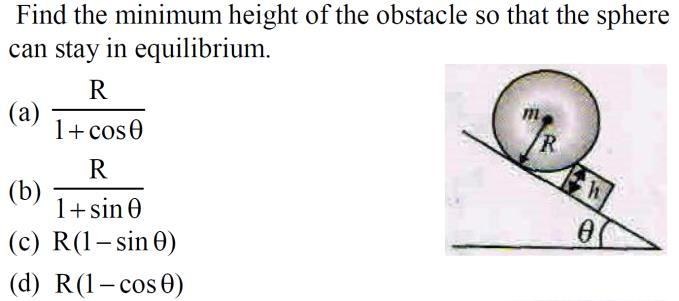 Find the minimum height of the obstacle so that the sphere
can stay in equilibrium.
(a) R / 1+cosθ
(b) R / 1+sinθ
(c) R(1−sinθ)
(d) R(1−cosθ)
m
R
h
θ